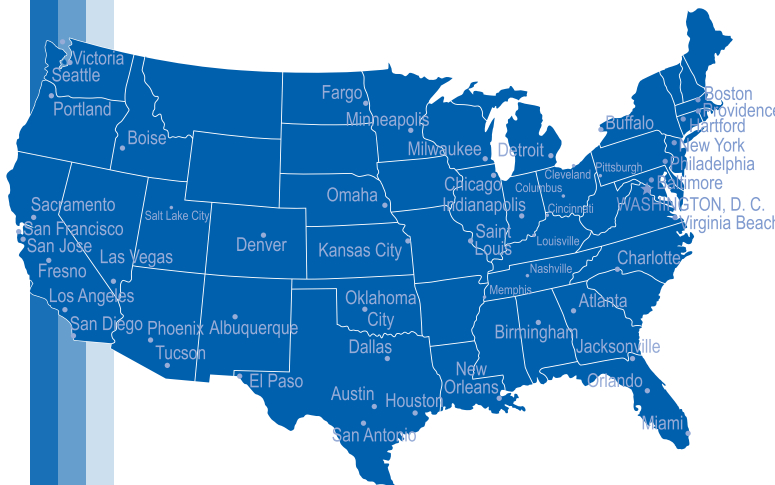 Victoria
Seattle
Portland
Boise
Fargo
Minneapolis
Milwaukee
Detroit
Buffalo
Boston
Providence
Hartford
New York
Philadelphia
Baltimore
WASHINGTON, D. C.
Virginia Beach
Pittsburgh
Cleveland
Columbus
Cincinnati
Chicago
Indianapolis
Omaha
Saint
Louis
Louisville
Kansas City
Denver
Salt Lake City
Sacramento
San Francisco
San Jose
Fresno
Las Vegas
Los Angeles
San Diego
Phoenix
Tucson
Albuquerque
El Paso
Oklahoma
City
Dallas
Austin
Houston
San Antonio
New
Orleans
Memphis
Nashville
Charlotte
Atlanta
Birmingham
Jacksonville
Orlando
Miami